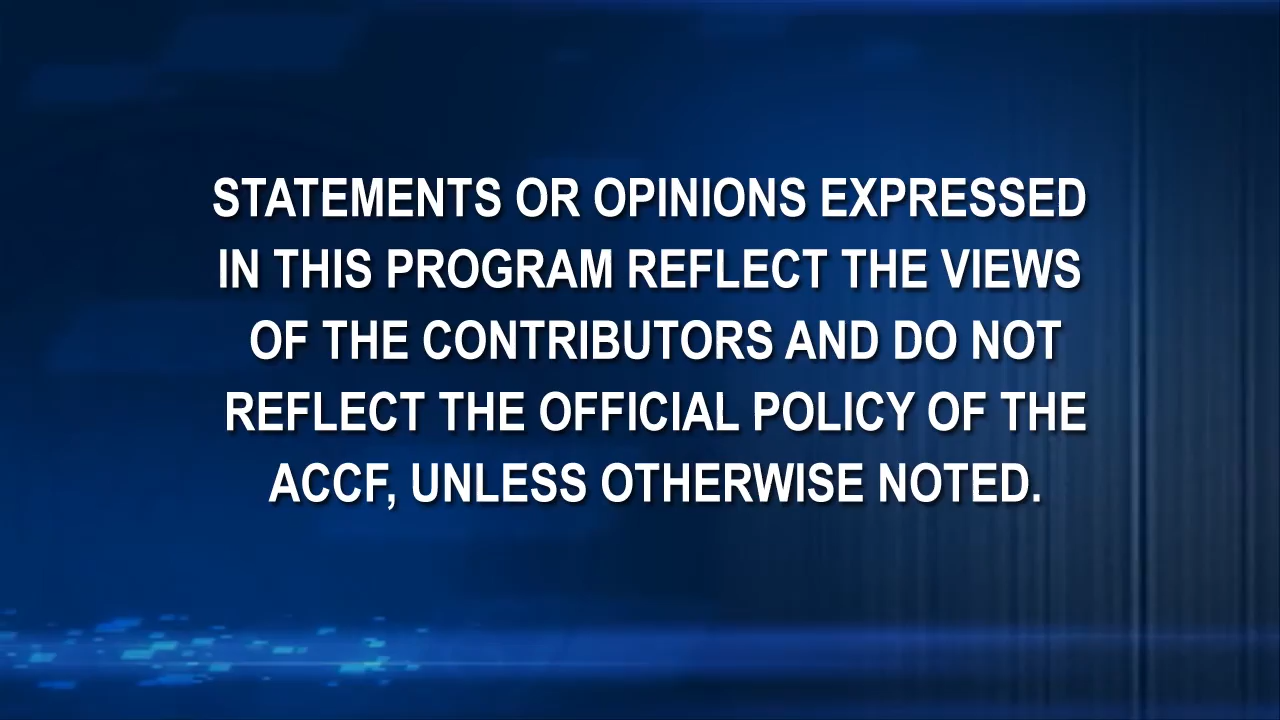 STATEMENTS OR OPINIONS EXPRESSED
IN THIS PROGRAM REFLECT THE VIEWS
OF THE CONTRIBUTORS AND DO NOT
REFLECT THE OFFICIAL POLICY OF THE
ACCF, UNLESS OTHERWISE NOTED.